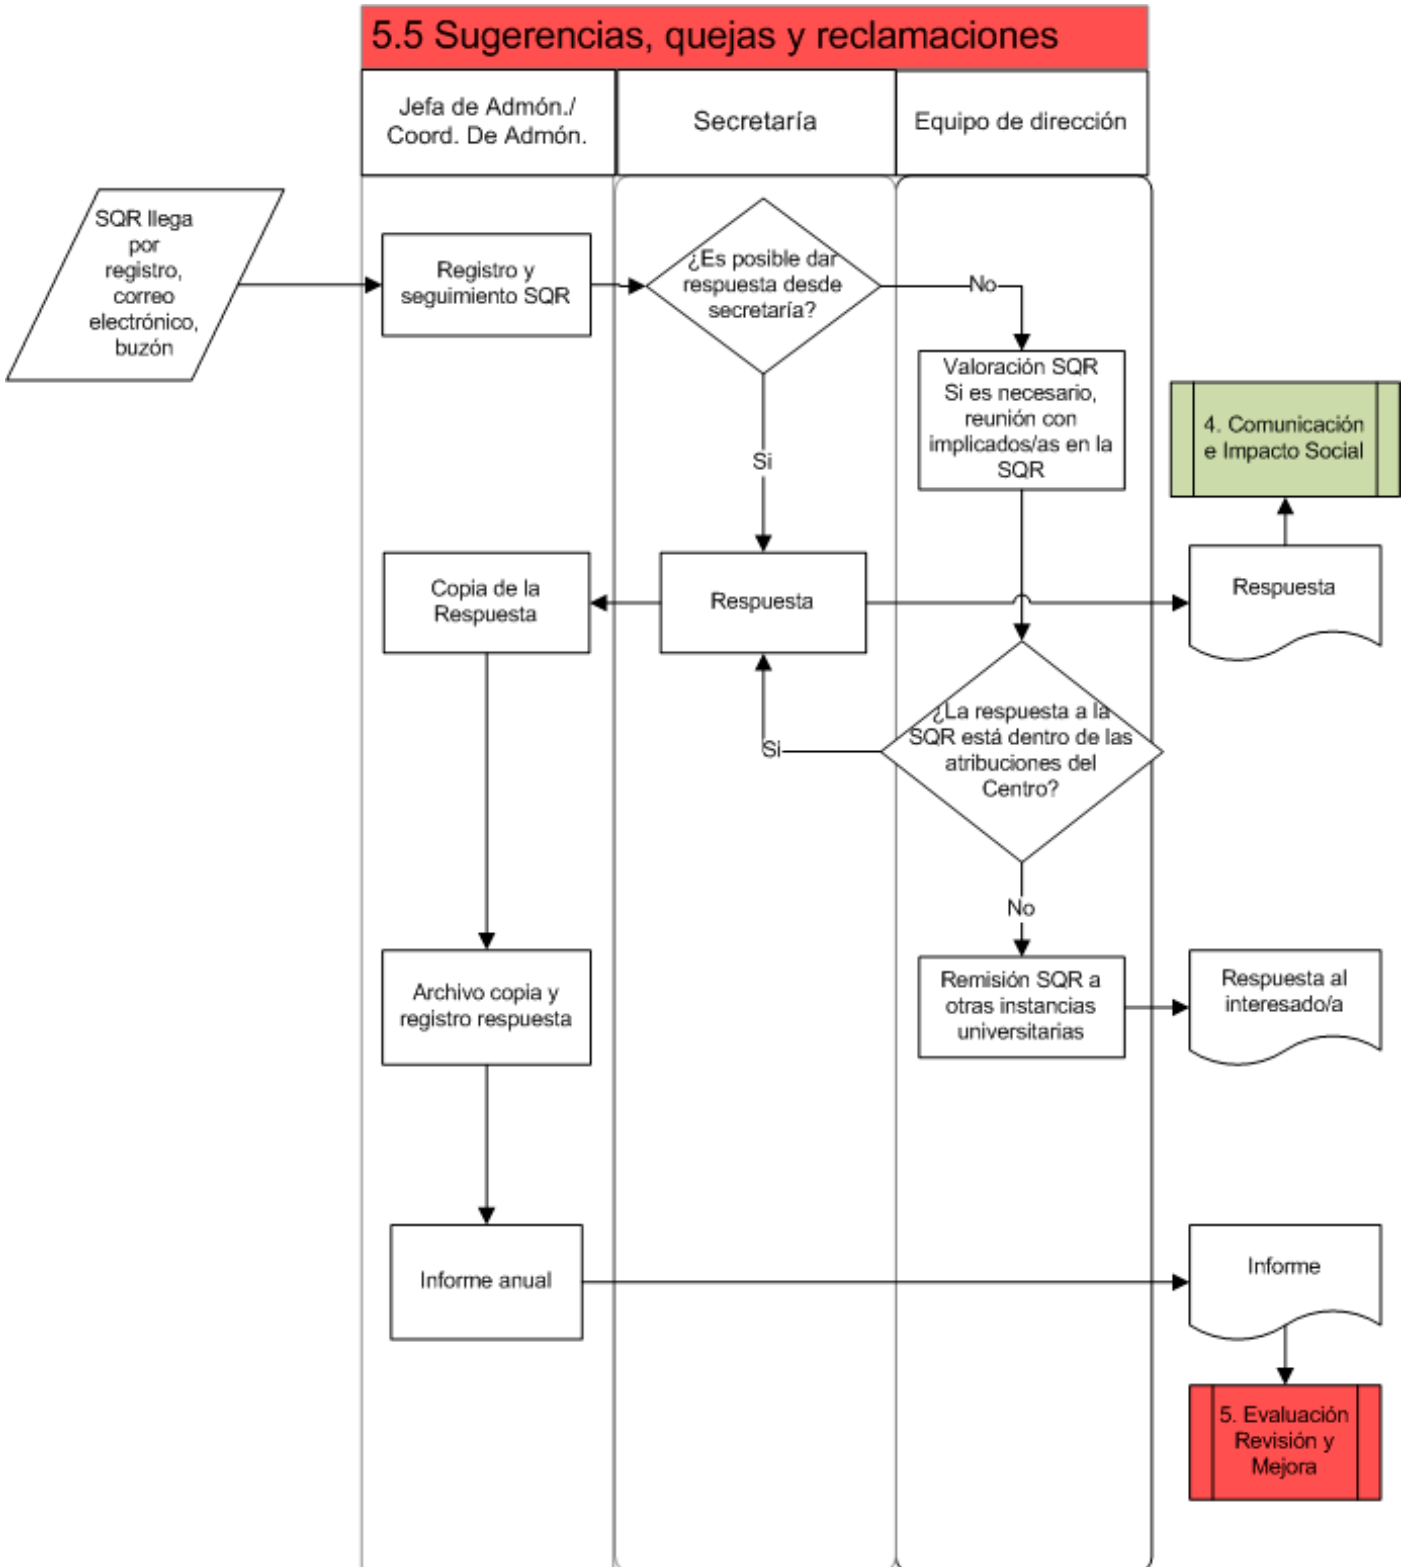 5.5 Sugerencias, quejas y reclamaciones
Jefa de Admón./
Coord. De Admón.
Secretaría
Equipo de dirección
SQR llega
por
registro,
correo
electrónico,
buzón
Registro y
seguimiento SQR
¿Es posible dar
respuesta desde
secretaría?
No
Si
Valoración SQR
Si es necesario,
reunión con
implicados/as en la
SQR
4. Comunicación
e Impacto Social
Copia de la
Respuesta
Respuesta
Respuesta
¿La respuesta a la
SQR está dentro de las
atribuciones del
Centro?
Si
No
Archivo copia y
registro respuesta
Remisión SQR a
otras instancias
universitarias
Respuesta al
interesado/a
Informe anual
Informe
5. Evaluación
Revisión y
Mejora